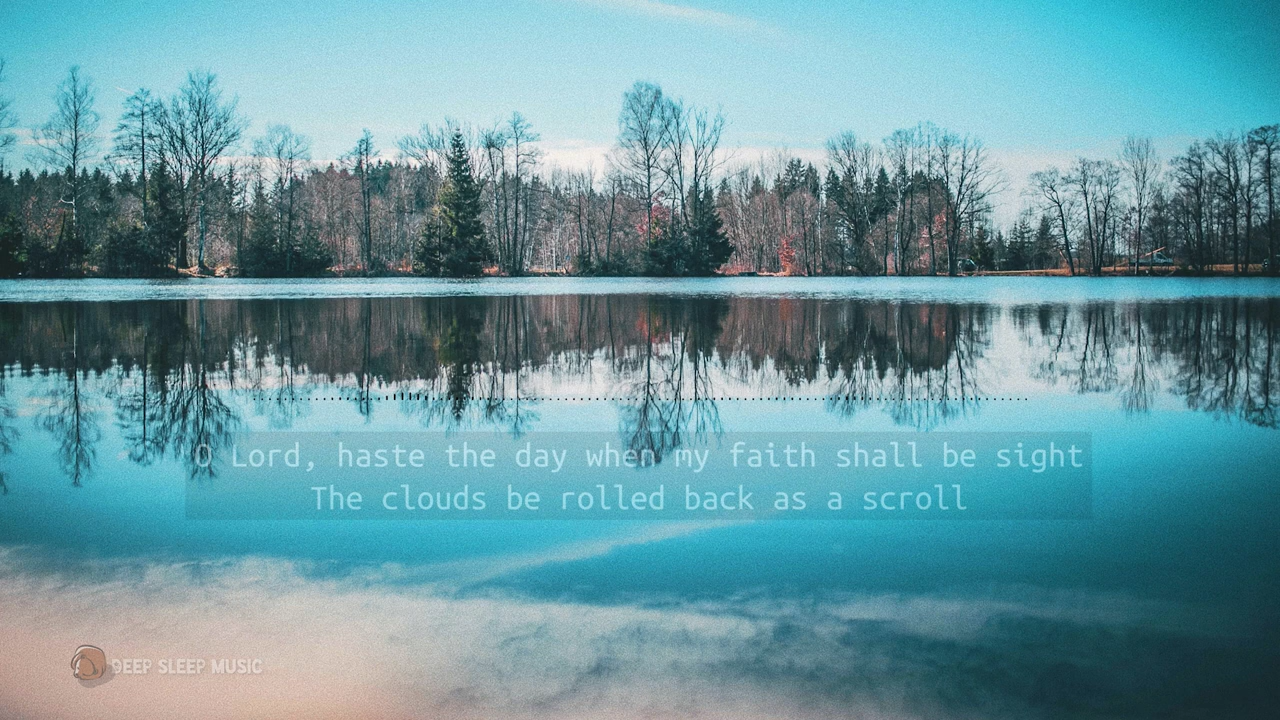 O Lord, haste the day when my faith shall be sight
The clouds be rolled back as a scroll
DEEP SLEEP MUSIC